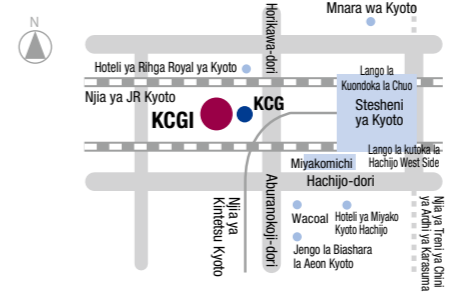 N
Mnara wa Kyoto
Horikawa-dori
Hoteli ya Rihga Royal ya Kyoto
Lango la
Kuondoka la Chuo
Njia ya JR Kyoto
KCGI
KCG
Stesheni
ya Kyoto
Lango la kutoka la
Hachijo West Side
Miyakomichi
Hachijo-dori
Njia ya
Kintetsu Kyoto
Aburanokoji-dori
Wacoal
Hoteli ya Miyako
Kyoto Hachijo
Jengo la Biashara
la Aeon Kyoto
Njia ya Treni ya Chini
ya Ardhi ya Karasuma